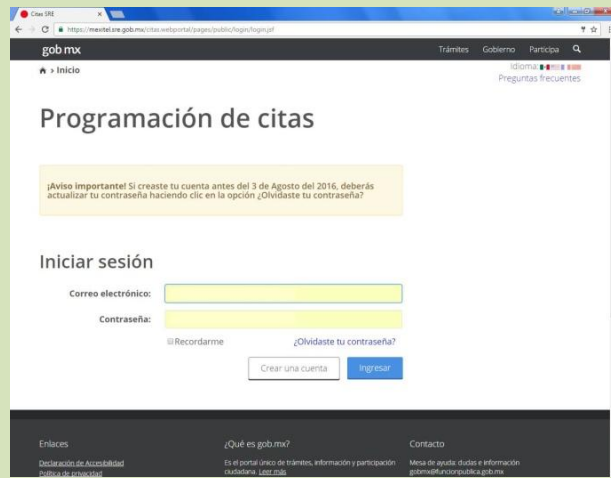 Citas SRE
https://mexitel.sre.gob.mx/citas.webportal/pages/public/login/login.jsf
gob mx
Trámites Gobierno Participa
> Inicio
Idioma:
Preguntas frecuentes
Programación de citas
¡Aviso importante! Si creaste tu cuenta antes del 3 de Agosto del 2016, deberás
actualizar tu contraseña haciendo clic en la opción ¿Olvidaste tu contraseña?
Iniciar sesión
Correo electrónico:
Contraseña:
Recordarme ¿Olvidaste tu contraseña?
Crear una cuenta Ingresar
Enlaces ¿Qué es gob.mx? Contacto
Declaración de Accesibilidad Es el portal único de trámites, información y participación Mesa de ayuda: dudas e información
Política de privacidad ciudadana. Leer más gobmx@funcionpublica.gob.mx